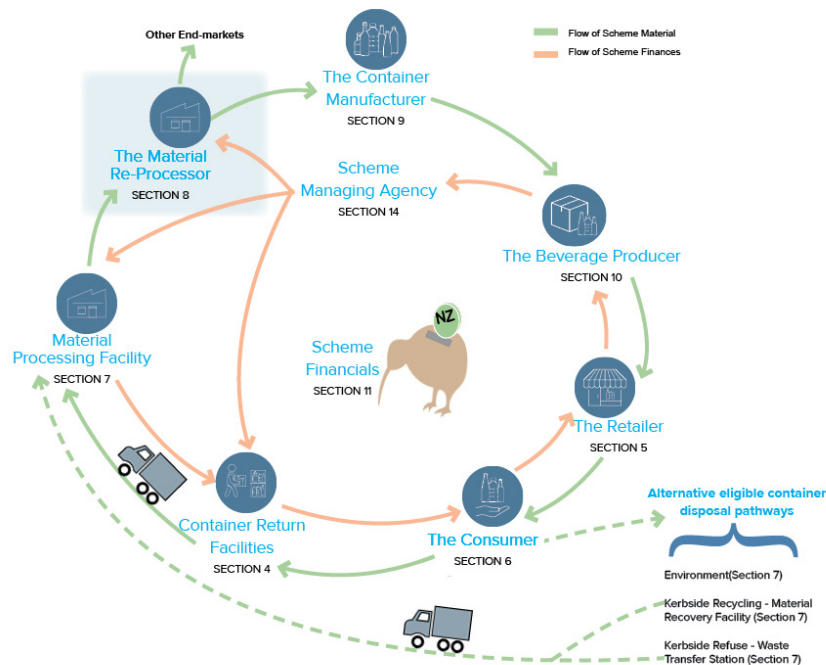 Other End-markets
Flow of Scheme Material
Flow of Scheme Finances
The Container
Manufacturer
SECTION 9
The Material
Re-Processor
SECTION 8
Scheme
Managing Agency
SECTION 14
The Beverage Producer
SECTION 10
NZ
Material
Processing Facility
SECTION 7
Scheme
Financials
SECTION 11
The Retailer
SECTION 5
Container Return
Facilities
SECTION 4
The Consumer
SECTION 6
Alternative eligible container
disposal pathways
Environment(Section 7)
Kerbside Recycling - Material
Recovery Facility (Section 7)
Kerbside Refuse - Waste
Transfer Station (Section 7)